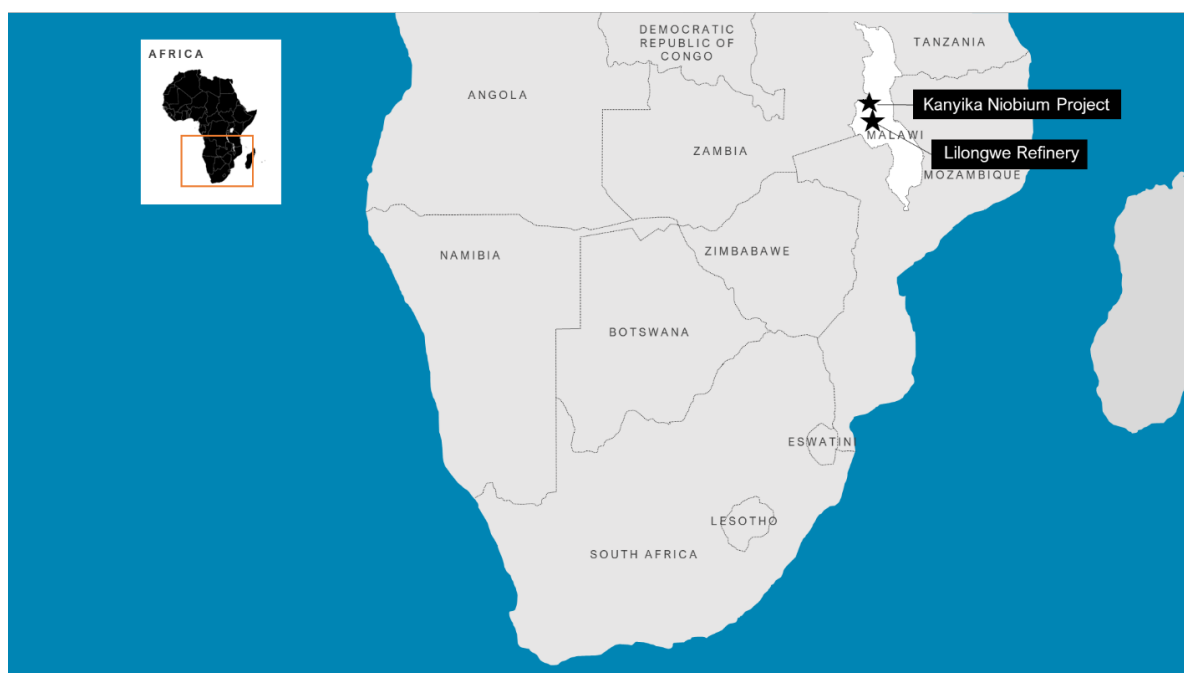 AFRICA
DEMOCRATIC
REPUBLIC OF
CONGO
TANZANIA
ANGOLA
Kanyika Niobium Project
MALAWI
ZAMBIA
Lilongwe Refinery
MOZAMBIQUE
NAMIBIA
ZIMBABAWE
BOTSWANA
ESWATINI
LESOTHO
SOUTH AFRICA